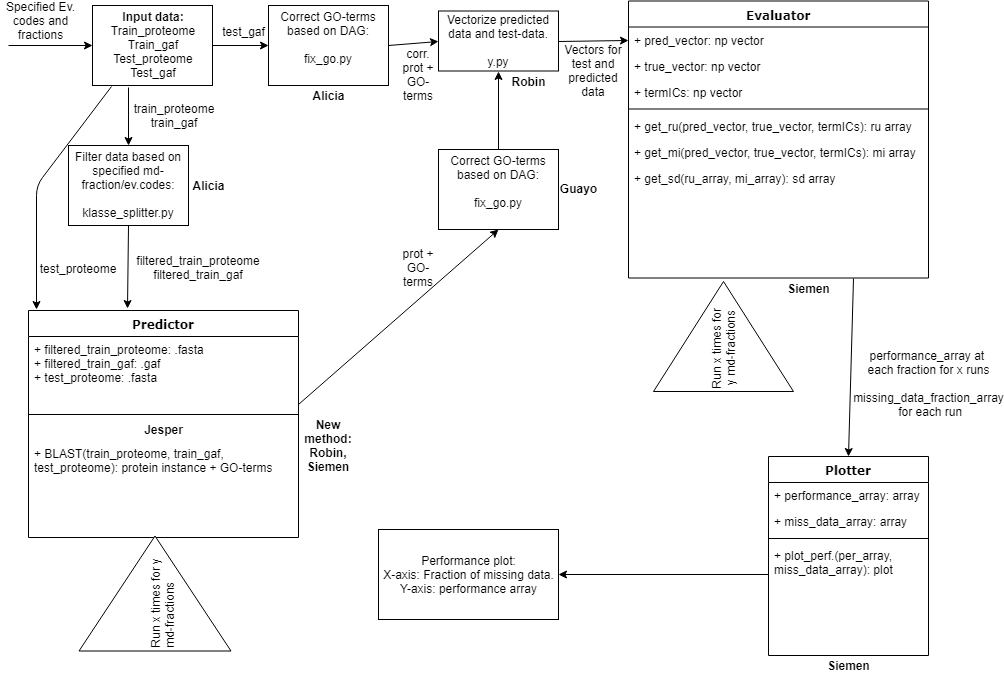 Specified Ev.
codes and
fractions
Input data:
Train_proteome
Train_gaf
Test_proteome
Test_gaf
test_gaf
Correct GO-terms
based on DAG:
fix_go.py
Alicia
corr.
prot +
GO-
terms
Vectorize predicted
data and test-data.
y.py
Robin
Vectors for
test and
predicted
data
Evaluator
+ pred_vector: np vector
+ true_vector: np vector
+ termICs: np vector
+ get_ru(pred_vector, true_vector, termICs): ru array
+ get_mi(pred_vector, true_vector, termICs): mi array
+ get_sd(ru_array, mi_array): sd array
Siemen
train_proteome
train_gaf
Filter data based on
specified md-
fraction/ev.codes:
klasse_splitter.py
Alicia
Correct GO-terms
based on DAG:
fix_go.py
Guayo
test_proteome
filtered_train_proteome
filtered_train_gaf
prot +
GO-
terms
Predictor
+ filtered_train_proteome: .fasta
+ filtered_train_gaf: .gaf
+ test_proteome: .fasta
Jesper
+ BLAST(train_proteome, train_gaf,
test_proteome): protein instance + GO-terms
New
method:
Robin,
Siemen
Run x times for y
md-fractions
Run x times for
y md-fractions
performance_array at
each fraction for x runs
missing_data_fraction_array
for each run
Plotter
+ performance_array: array
+ miss_data_array: array
+ plot_perf.(per_array,
miss_data_array): plot
Siemen
Performance plot:
X-axis: Fraction of missing data.
Y-axis: performance array